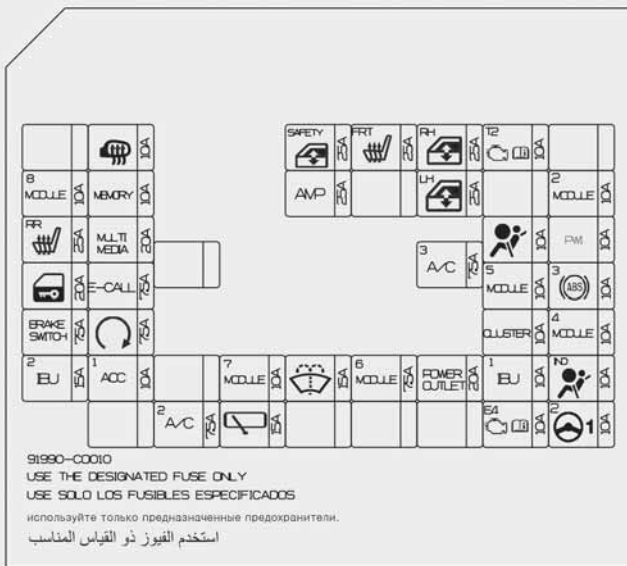 SAFETY 25A FRT 25A RH 25A T2 10A
10A
8 MODULE 10A MEMORY 10A AMP 25A LH 25A 2 MODULE 10A
RR 25A MULTI MEDIA 20A 10A PWI 10A
20A E-CALL 7.5A 3 A/C 7.5A 5 MODULE 10A 3 (ABS) 10A
BRAKE SWITCH 7.5A 7.5A CLUSTER 10A 4 MODULE 10A
2 IBU 15A 1 ACC 10A 7 MODULE 10A 15A 6 MODULE 7.5A POWER OUTLET 20A 1 IBU 10A IND 10A
2 A/C 7.5A 15A E4 10A 2 1 10A
91990-C0010
USE THE DESIGNATED FUSE ONLY
USE SOLO LOS FUSIBLES ESPECIFICADOS
используйте только предназначенные предохранители.
استخدم الفيوز ذو القياس المناسب